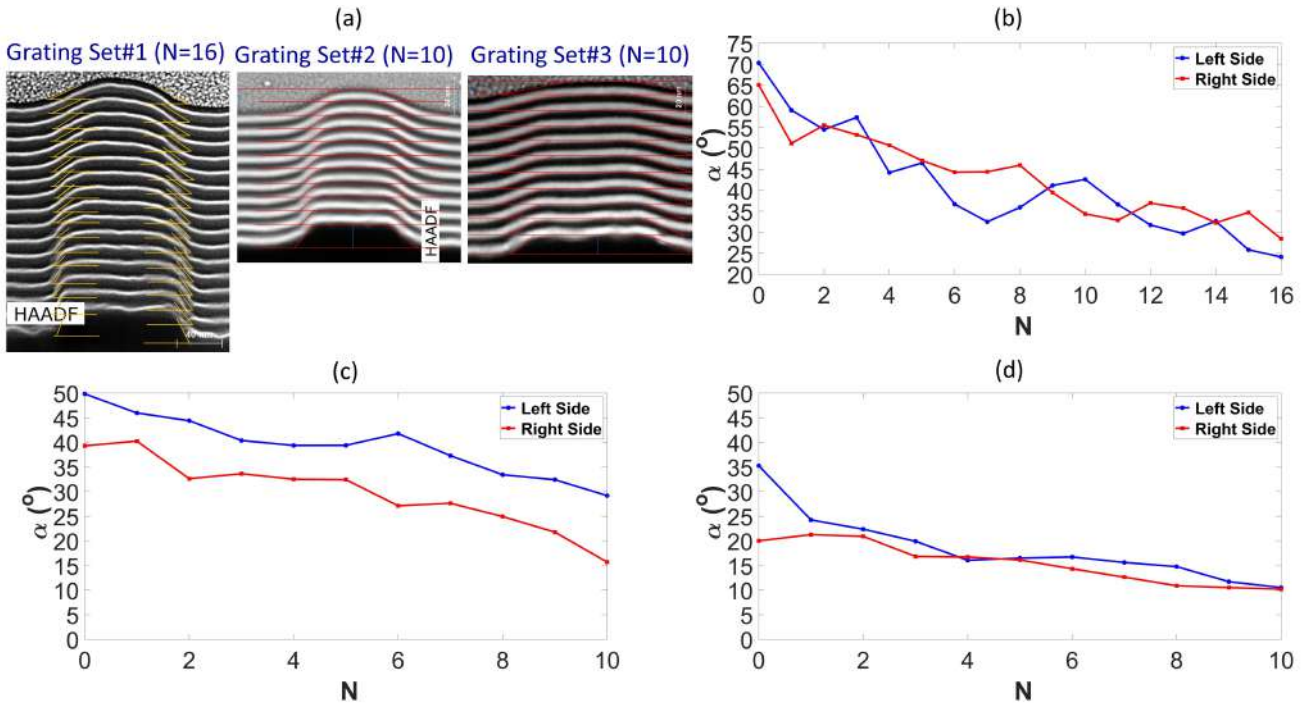 (a)
Grating Set#1 (N=16)
Grating Set#2 (N=10)
Grating Set#3 (N=10)
HAADF
HAADF
(b)
75
70
65
60
55
50
45
40
35
30
25
20
α (°)
0 2 4 6 8 10 12 14 16
N
Left Side
Right Side
(c)
50
45
40
35
30
25
20
15
10
5
0
α (°)
0 2 4 6 8 10
N
Left Side
Right Side
(d)
50
45
40
35
30
25
20
15
10
5
0
α (°)
0 2 4 6 8 10
N
Left Side
Right Side